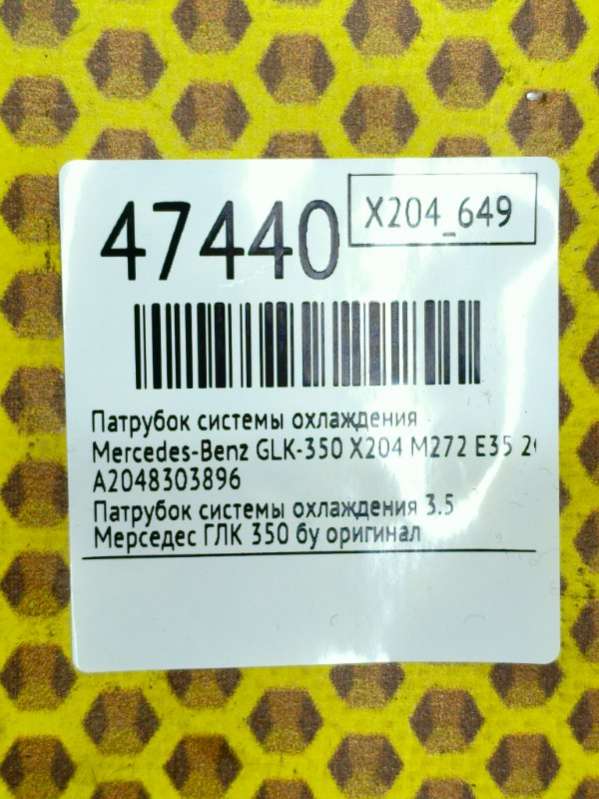 47440
X204_649
Патрубок системы охлаждения
Mercedes-Benz GLK-350 X204 M272 E35
A2048303896
Патрубок системы охлаждения 3.5
Мерседес ГЛК 350 бу оригинал